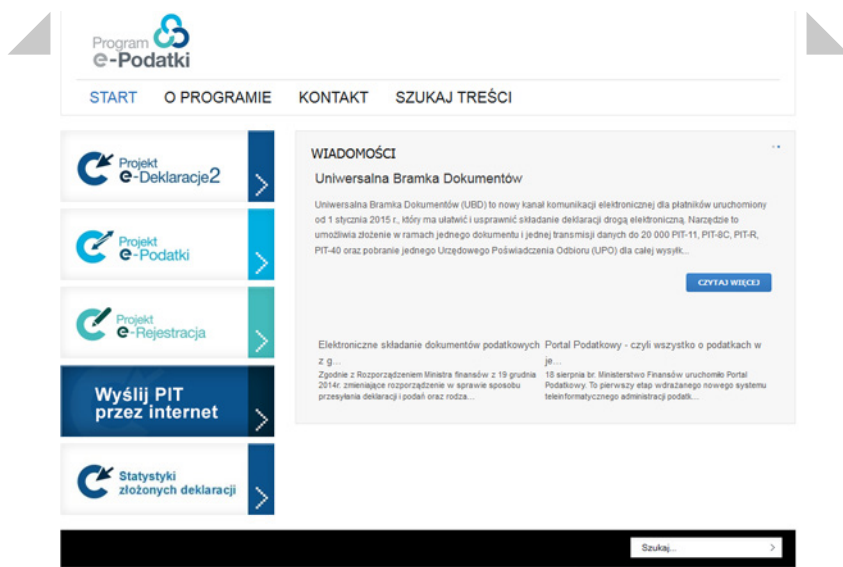 Program
e-Podatki
START O PROGRAMIE KONTAKT SZUKAJ TREŚCI
Projekt
e-Deklaracje2
Projekt
e-Podatki
Projekt
e-Rejestracja
Wyślij PIT
przez internet
Statystyki
złożonych deklaracji
WIADOMOŚCI
Uniwersalna Bramka Dokumentów
Uniwersalna Bramka Dokumentów (UBD) to nowy kanał komunikacji elektronicznej dla płatników uruchomiony
od 1 stycznia 2015 r., który ma ułatwić i usprawnić składanie deklaracji drogą elektroniczną. Narzędzie to
umożliwia złożenie w ramach jednego dokumentu i jednej transmisji danych do 20 000 PIT-11, PIT-8C, PIT-R,
PIT-40 oraz pobranie jednego Urzędowego Poświadczenia Odbioru (UPO) dla całej wysyłk...
CZYTAJ WIĘCEJ
Elektroniczne składanie dokumentów podatkowych
z g...
Zgodnie z Rozporządzeniem Ministra finansów z 19 grudnia
2014r. zmieniające rozporządzenie w sprawie sposobu
przesyłania deklaracji i podań oraz rodza...
Portal Podatkowy - czyli wszystko o podatkach w
je...
18 sierpnia br. Ministerstwo Finansów uruchomiło Portal
Podatkowy. To pierwszy etap wdrażanego nowego systemu
teleinformatycznego administracji podatk...
Szukaj...